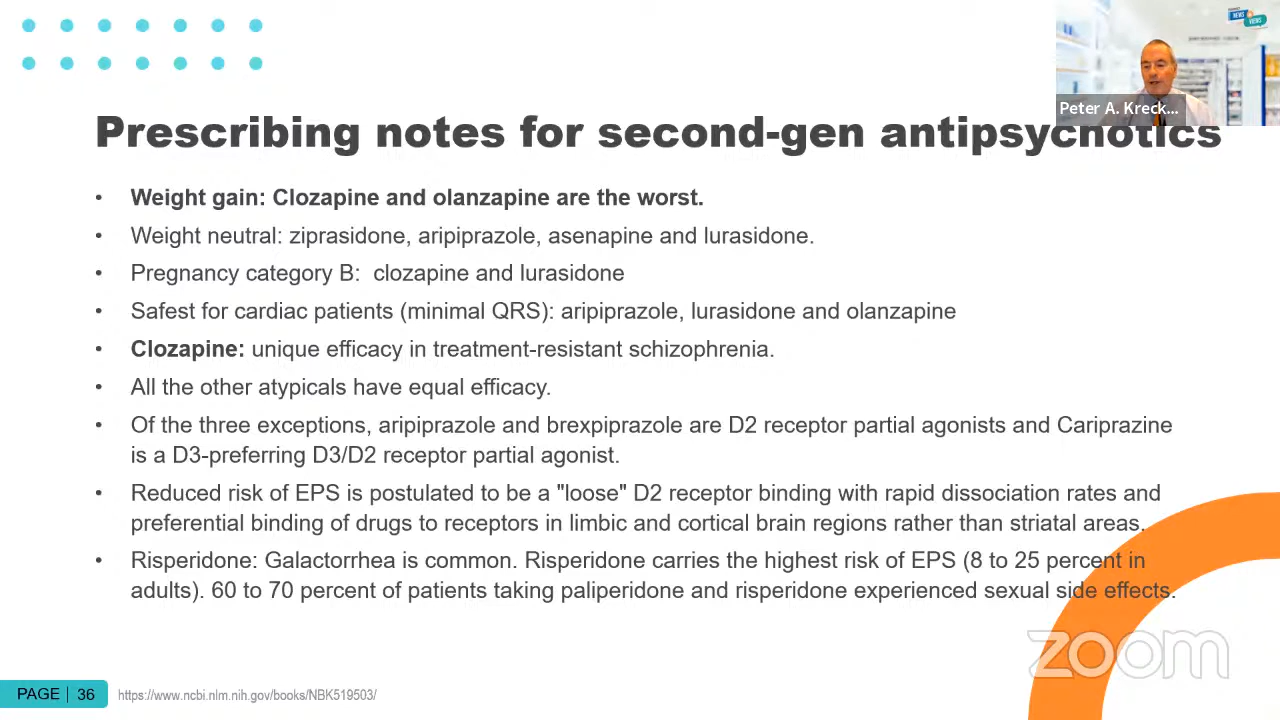 NEWS
VIEWS
Peter A. Kreck...
Prescribing notes for second-gen antipsychotics
• Weight gain: Clozapine and olanzapine are the worst.
• Weight neutral: ziprasidone, aripiprazole, asenapine and lurasidone.
• Pregnancy category B:  clozapine and lurasidone
• Safest for cardiac patients (minimal QRS): aripiprazole, lurasidone and olanzapine
• Clozapine: unique efficacy in treatment-resistant schizophrenia.
• All the other atypicals have equal efficacy.
• Of the three exceptions, aripiprazole and brexpiprazole are D2 receptor partial agonists and Cariprazine
is a D3-preferring D3/D2 receptor partial agonist.
• Reduced risk of EPS is postulated to be a "loose" D2 receptor binding with rapid dissociation rates and
preferential binding of drugs to receptors in limbic and cortical brain regions rather than striatal areas.
• Risperidone: Galactorrhea is common. Risperidone carries the highest risk of EPS (8 to 25 percent in
adults). 60 to 70 percent of patients taking paliperidone and risperidone experienced sexual side effects.
zoom
PAGE | 36
https://www.ncbi.nlm.nih.gov/books/NBK519503/